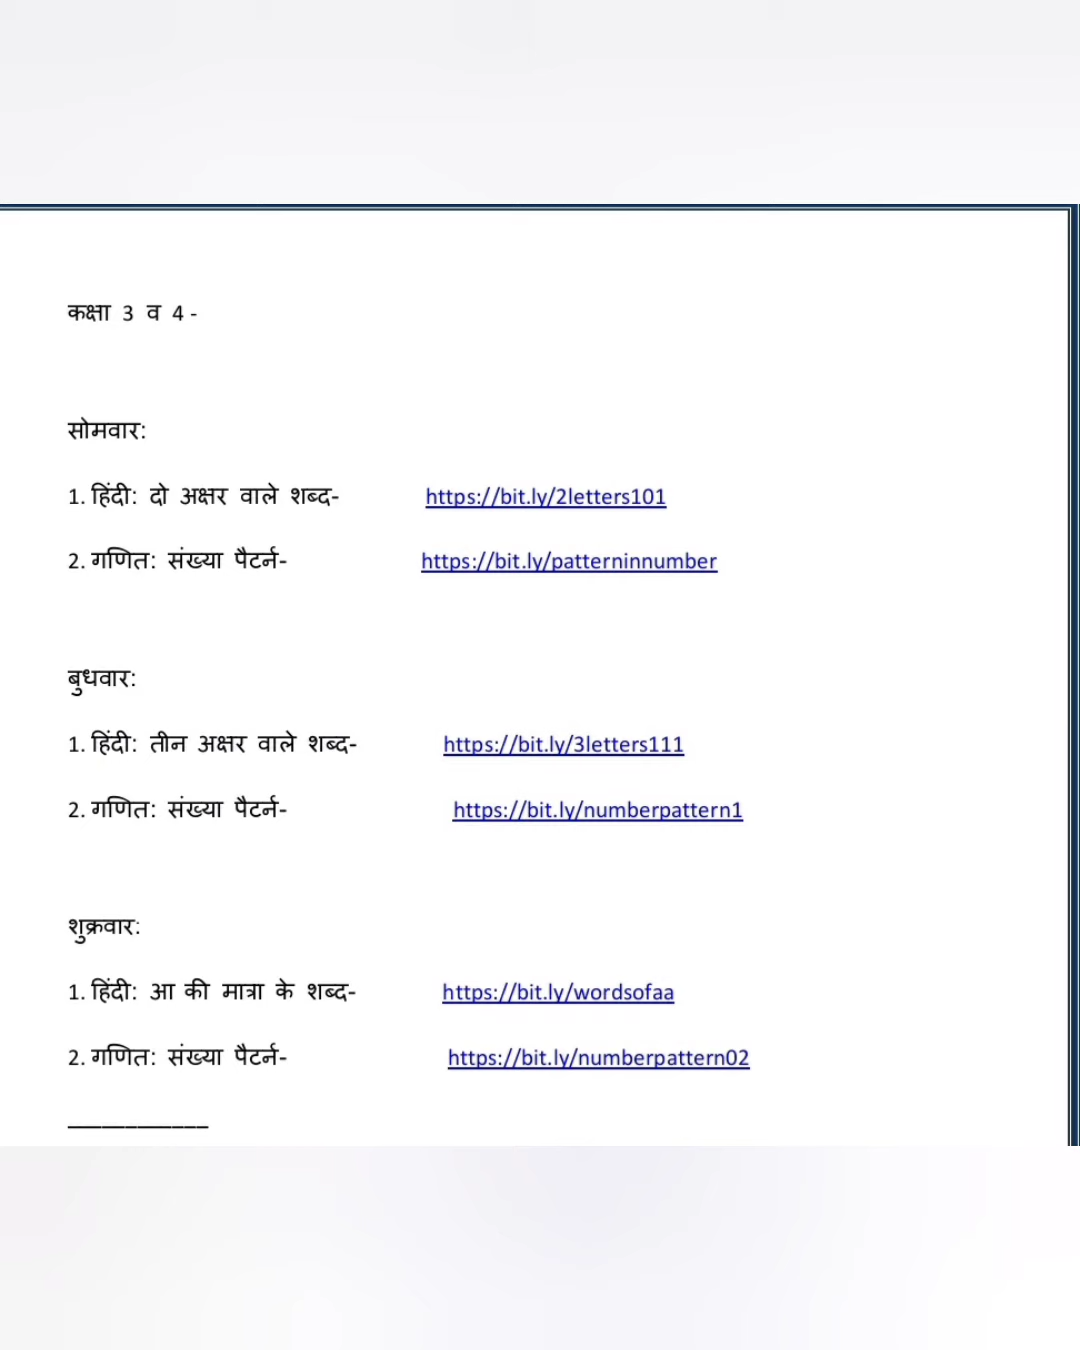 कक्षा 3 व 4 -
सोमवार:
1. हिंदी: दो अक्षर वाले शब्द- https://bit.ly/2letters101
2. गणित: संख्या पैटर्न- https://bit.ly/patterninnumber
बुधवार:
1. हिंदी: तीन अक्षर वाले शब्द- https://bit.ly/3letters111
2. गणित: संख्या पैटर्न- https://bit.ly/numberpattern1
शुक्रवार:
1. हिंदी: आ की मात्रा के शब्द- https://bit.ly/wordsofaa
2. गणित: संख्या पैटर्न- https://bit.ly/numberpattern02